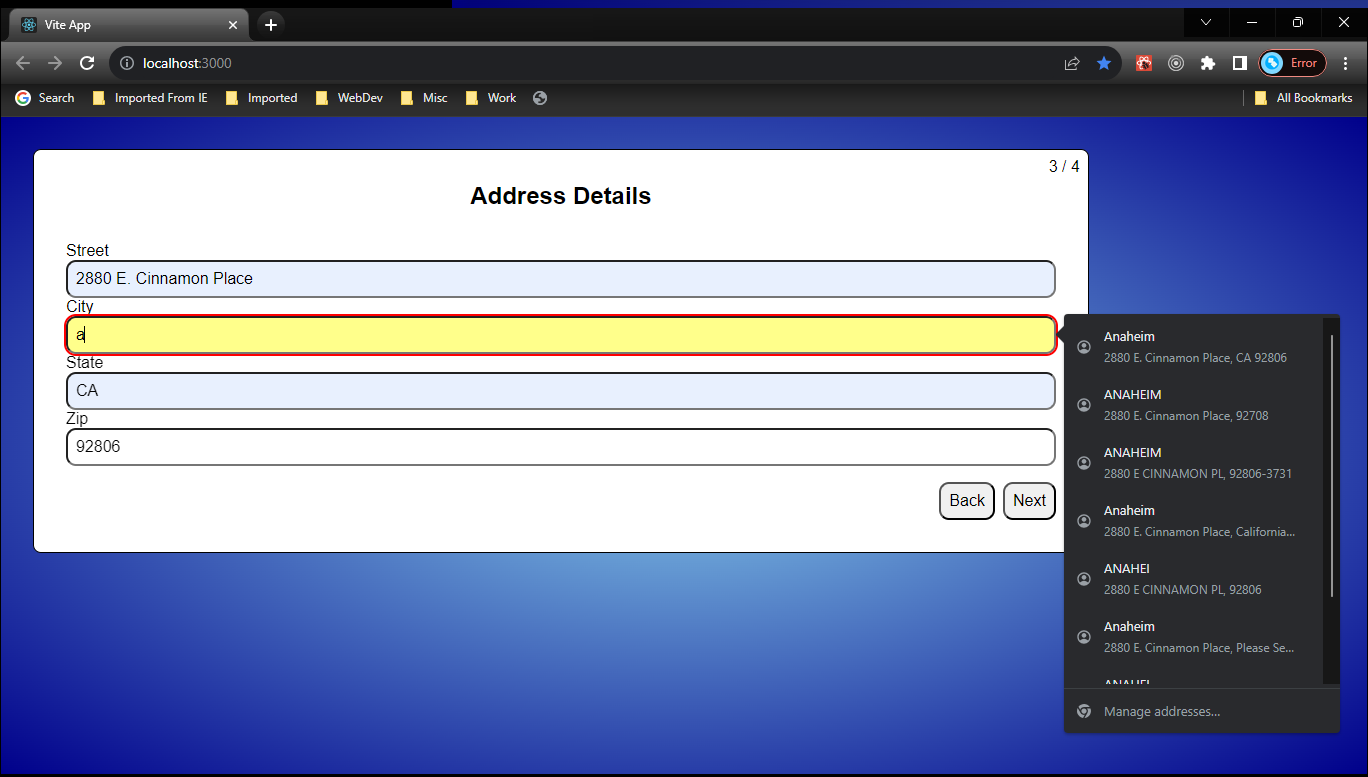 Vite App
localhost:3000
Error
Search Imported From IE Imported WebDev Misc Work All Bookmarks
3 / 4
Address Details
Street
2880 E. Cinnamon Place
City
a
State
CA
Zip
92806
Back Next
Anaheim
2880 E. Cinnamon Place, CA 92806
ANAHEIM
2880 E. Cinnamon Place, 92708
ANAHEIM
2880 E CINNAMON PL, 92806-3731
Anaheim
2880 E. Cinnamon Place, California...
ANAHEI
2880 E CINNAMON PL, 92806
Anaheim
2880 E. Cinnamon Place, Please Se...
Manage addresses...